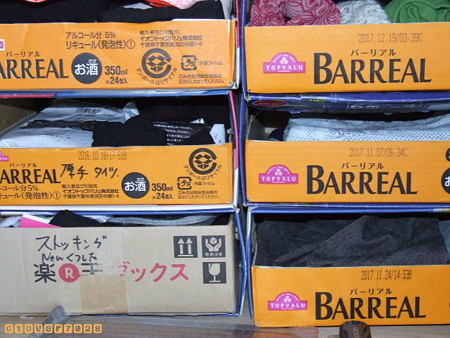 アルコール分 5%
リキュール(発泡性)①
BARREAL
お酒
350ml
×24缶入
2017.12.19/03.39C
TOPVALU
バーリアル
BARREAL
2016.10.19/
BARREAL
厚手 タイツ。
アルコール分5%
リキュール(発泡性)①
お酒
350ml
×24缶入
2017.11.07/06.34C
TOPVALU
バーリアル
BARREAL
ストッキング
Newくつした
楽R天
ボックス
2017.11.24/14.53B
TOPVALU
バーリアル
BARREAL